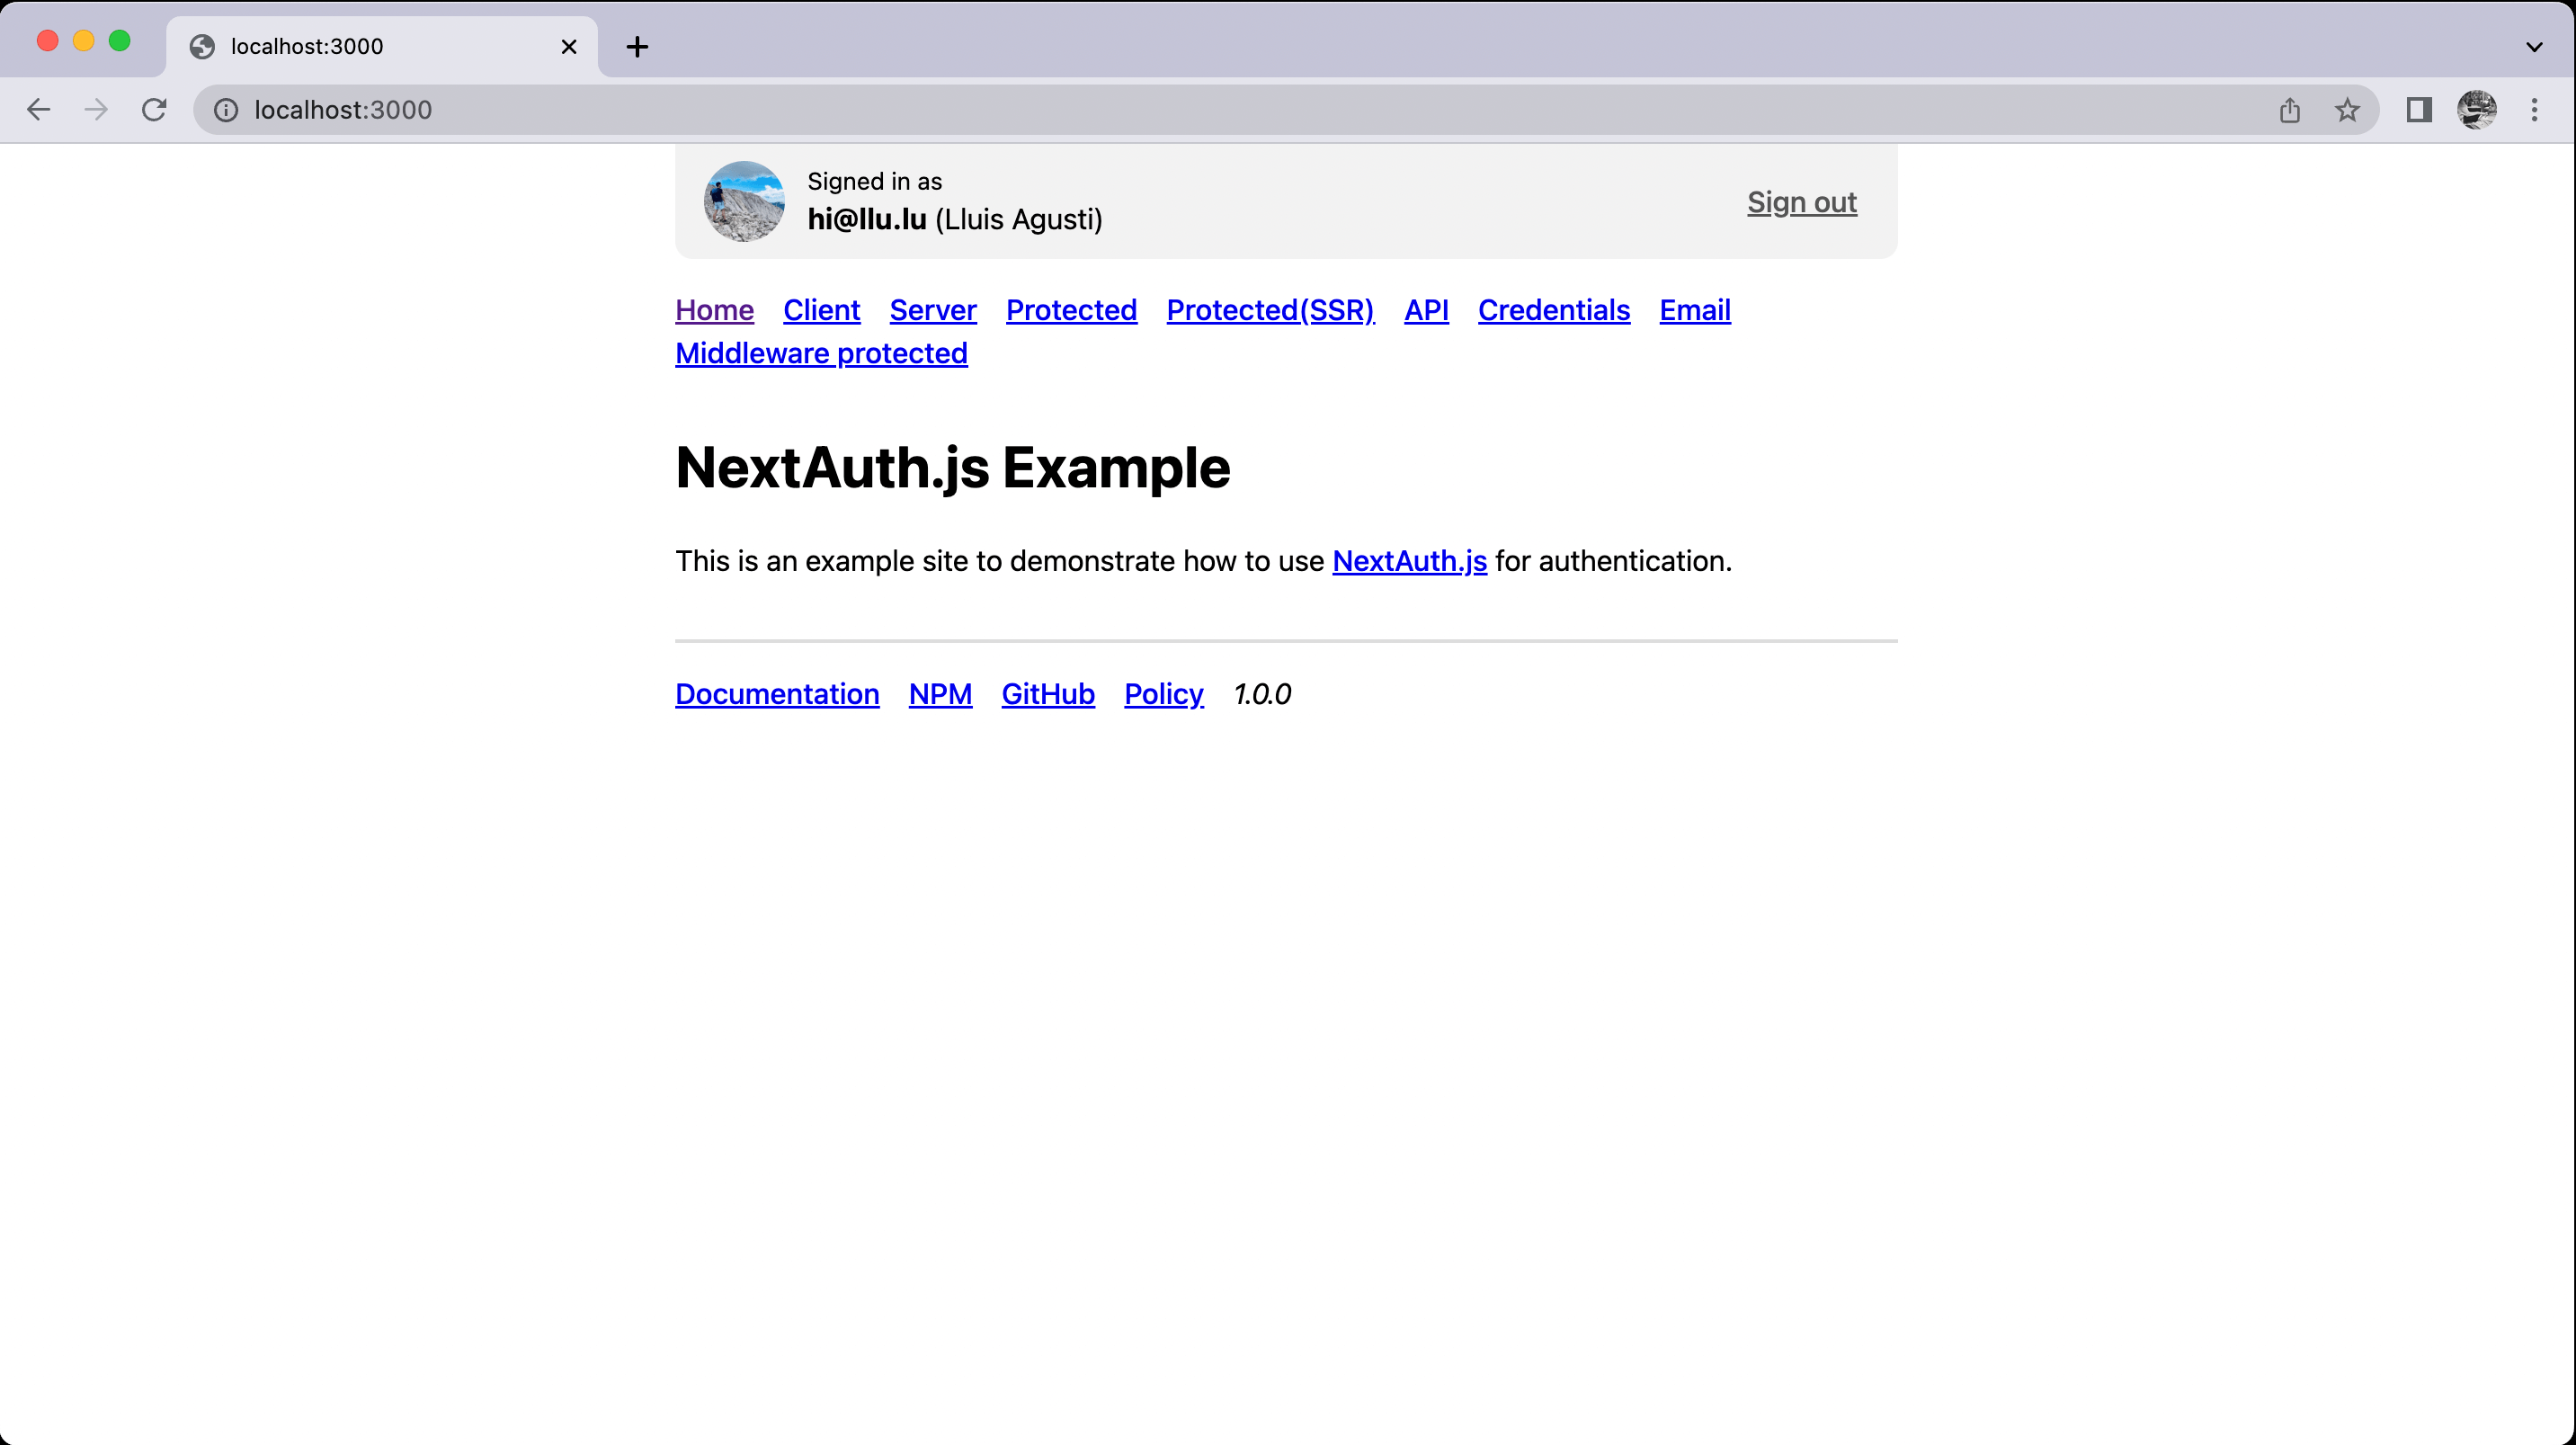 localhost:3000
localhost:3000
Signed in as
hi@llu.lu (Lluis Agusti)
Sign out
Home Client Server Protected Protected(SSR) API Credentials Email
Middleware protected
NextAuth.js Example
This is an example site to demonstrate how to use NextAuth.js for authentication.
Documentation NPM GitHub Policy 1.0.0